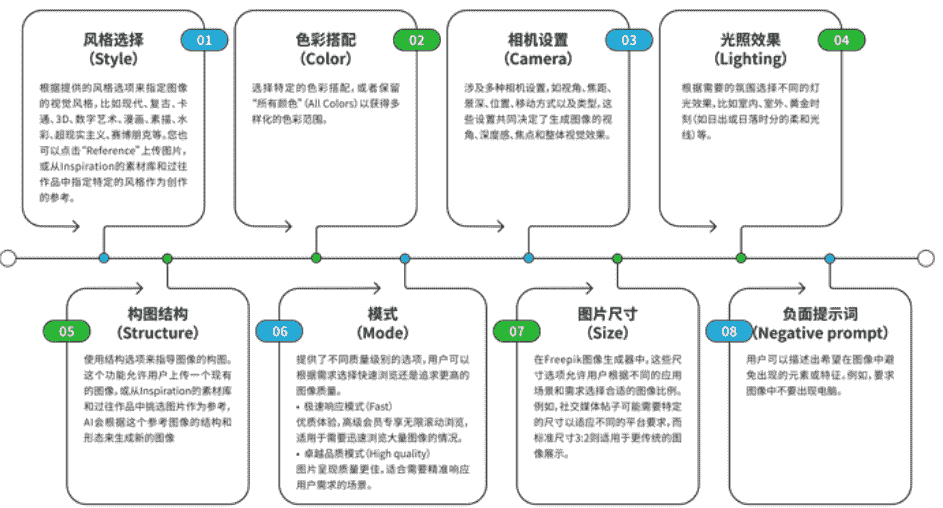 01
风格选择
（Style）
根据提供的风格选项来指定图像
的视觉风格，比如现代、复古、卡
通、3D、数字艺术、漫画、素描、水
彩、超现实主义、赛博朋克等。您也
可以点击“Reference”上传图片，
或从Inspiration的素材库和过往
作品中指定特定的风格作为创作
的参考。
02
色彩搭配
（Color）
选择特定的色彩搭配，或者保留
“所有颜色”（All Colors）以获得多
样化的色彩范围。
03
相机设置
（Camera）
涉及多种相机设置，如视角、焦距、
景深、位置、移动方式以及类型，这
些设置共同决定了生成图像的视
角、深度感、焦点和整体视觉效果。
04
光照效果
（Lighting）
根据需要的氛围选择不同的灯
光效果，比如室内、室外、黄金时
刻（如日出或日落时分的柔和光
线）等。
05
构图结构
（Structure）
使用结构选项来指导图像的构图。
这个功能允许用户上传一个现有
的图像，或从Inspiration的素材库
和过往作品中挑选图片作为参考，
AI会根据这个参考图像的结构和
形态来生成新的图像
06
模式
（Mode）
提供了不同质量级别的选项，用户可以
根据需求选择快速浏览还是追求更高的
图像质量。
• 极速响应模式（Fast）
优质体验，高级会员专享无限滚动浏览，
适用于需要迅速浏览大量图像的情况。
• 卓越品质模式（High quality）
图片呈现质量更佳，适合需要精准响应
用户需求的场景。
07
图片尺寸
（Size）
在Freepik图像生成器中，这些尺
寸选项允许用户根据不同的应用
场景和需求选择合适的图像比例。
例如，社交媒体帖子可能需要特定
的尺寸以适应不同的平台要求，而
标准尺寸3:2则适用于更传统的图
像展示。
08
负面提示词
（Negative prompt）
用户可以描述出希望在图像中避
免出现的元素或特征。例如，要求
图像中不要出现电脑。